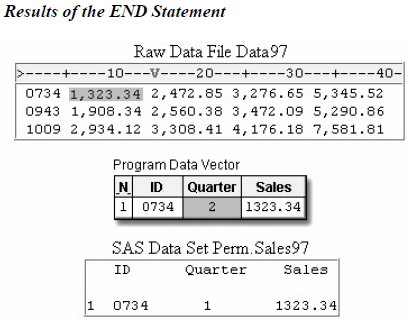 Results of the END Statement
Raw Data File Data97
>----+----10---V----20---+----30---+----40-
0734 1,323.34 2,472.85 3,276.65 5,345.52
0943 1,908.34 2,560.38 3,472.09 5,290.86
1009 2,934.12 3,308.41 4,176.18 7,581.81
Program Data Vector
N ID Quarter Sales
1 0734 2 1323.34
SAS Data Set Perm.Sales97
ID Quarter Sales
1 0734 1 1323.34